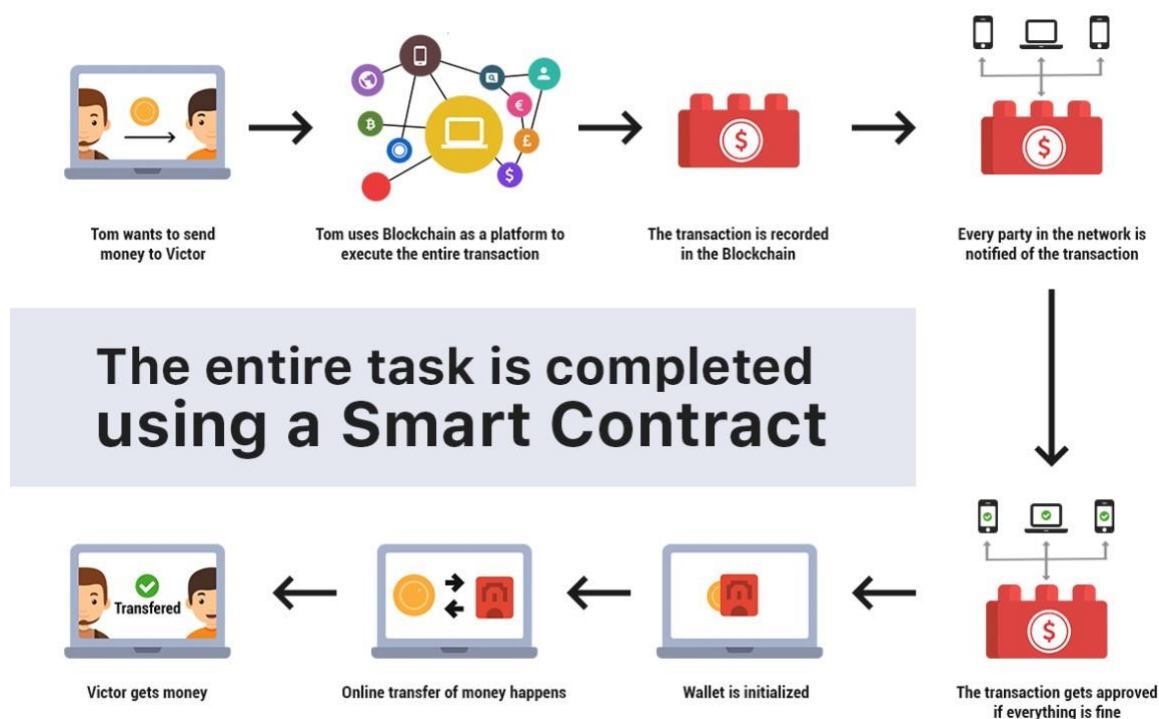 Tom wants to send
money to Victor
Tom uses Blockchain as a platform to
execute the entire transaction
The transaction is recorded
in the Blockchain
Every party in the network is
notified of the transaction
The entire task is completed
using a Smart Contract
Transfered
Victor gets money
Online transfer of money happens
Wallet is initialized
The transaction gets approved
if everything is fine